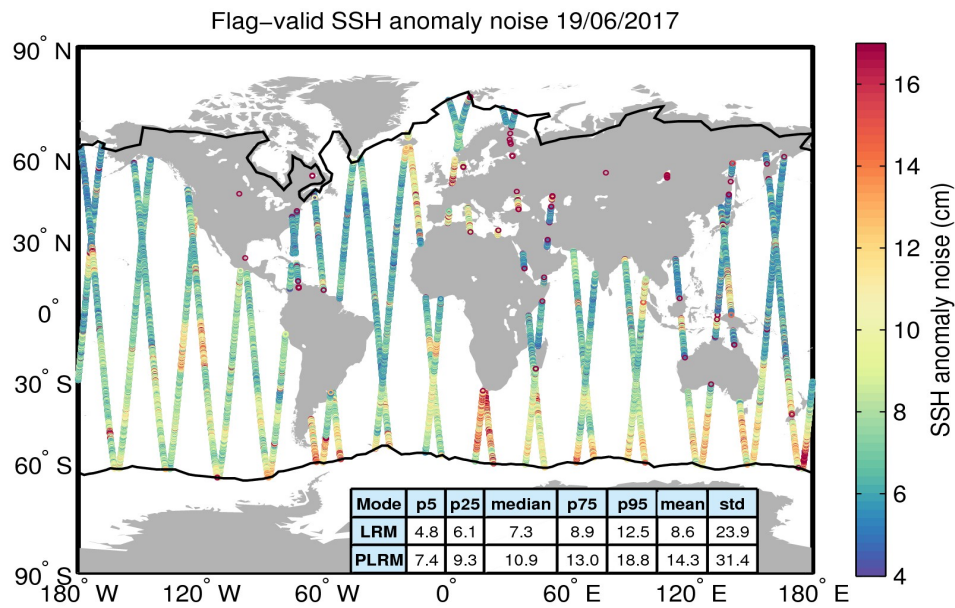 Flag−valid SSH anomaly noise 19/06/2017
90° N
60° N
30° N
0°
30° S
60° S
90° S
180° W 120° W 60° W 0° 60° E 120° E 180° E
Mode p5 p25 median p75 p95 mean std
LRM 4.8 6.1 7.3 8.9 12.5 8.6 23.9
PLRM 7.4 9.3 10.9 13.0 18.8 14.3 31.4
16
14
12
10
8
6
4
SSH anomaly noise (cm)